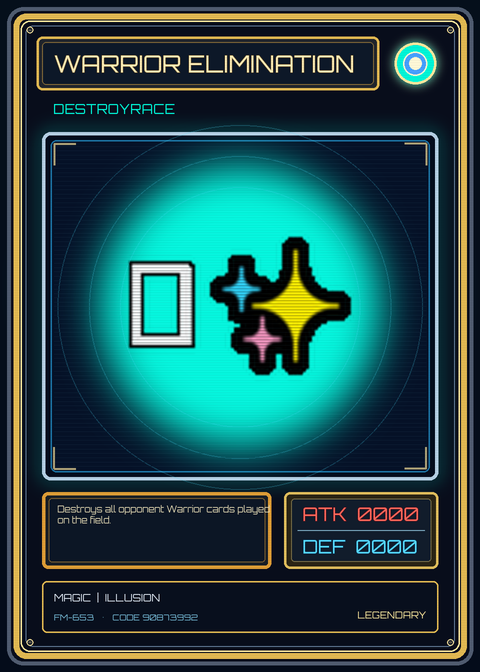 WARRIOR ELIMINATION
DESTROYRACE
Destroys all opponent Warrior cards played
on the field.
ATK 0000
DEF 0000
MAGIC | ILLUSION
FM-653 · CODE 90873992
LEGENDARY